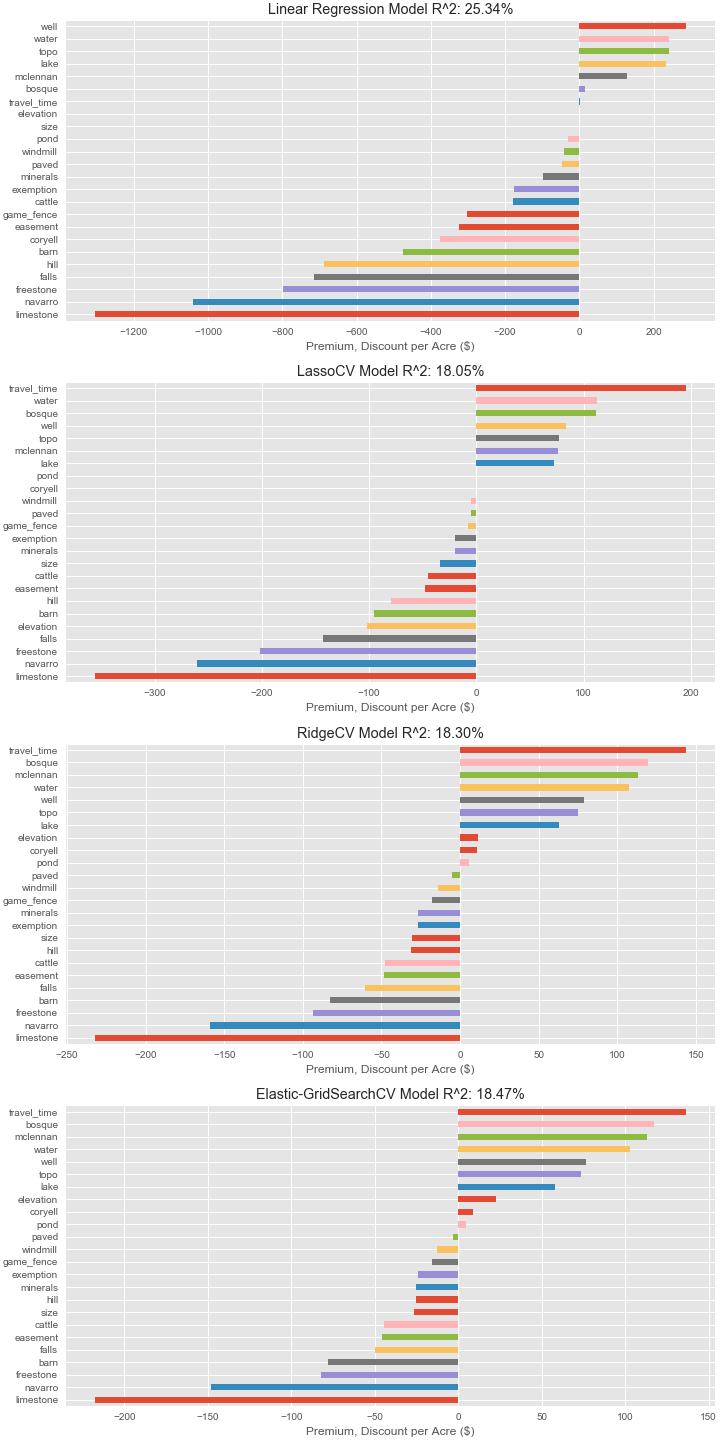 Linear Regression Model R^2: 25.34%
well
water
topo
lake
mclennan
bosque
travel_time
elevation
size
pond
windmill
paved
minerals
exemption
cattle
game_fence
easement
coryell
barn
hill
falls
freestone
navarro
limestone
−1200 −1000 −800 −600 −400 −200 0 200
Premium, Discount per Acre ($)
LassoCV Model R^2: 18.05%
travel_time
water
bosque
well
topo
mclennan
lake
pond
coryell
windmill
paved
game_fence
exemption
minerals
size
cattle
easement
hill
barn
elevation
falls
freestone
navarro
limestone
−300 −200 −100 0 100 200
Premium, Discount per Acre ($)
RidgeCV Model R^2: 18.30%
travel_time
bosque
mclennan
water
well
topo
lake
elevation
coryell
pond
paved
windmill
game_fence
minerals
exemption
size
hill
cattle
easement
falls
barn
freestone
navarro
limestone
−250 −200 −150 −100 −50 0 50 100 150
Premium, Discount per Acre ($)
Elastic-GridSearchCV Model R^2: 18.47%
travel_time
bosque
mclennan
water
well
topo
lake
elevation
coryell
pond
paved
windmill
game_fence
exemption
minerals
hill
size
cattle
easement
falls
barn
freestone
navarro
limestone
−200 −150 −100 −50 0 50 100 150
Premium, Discount per Acre ($)